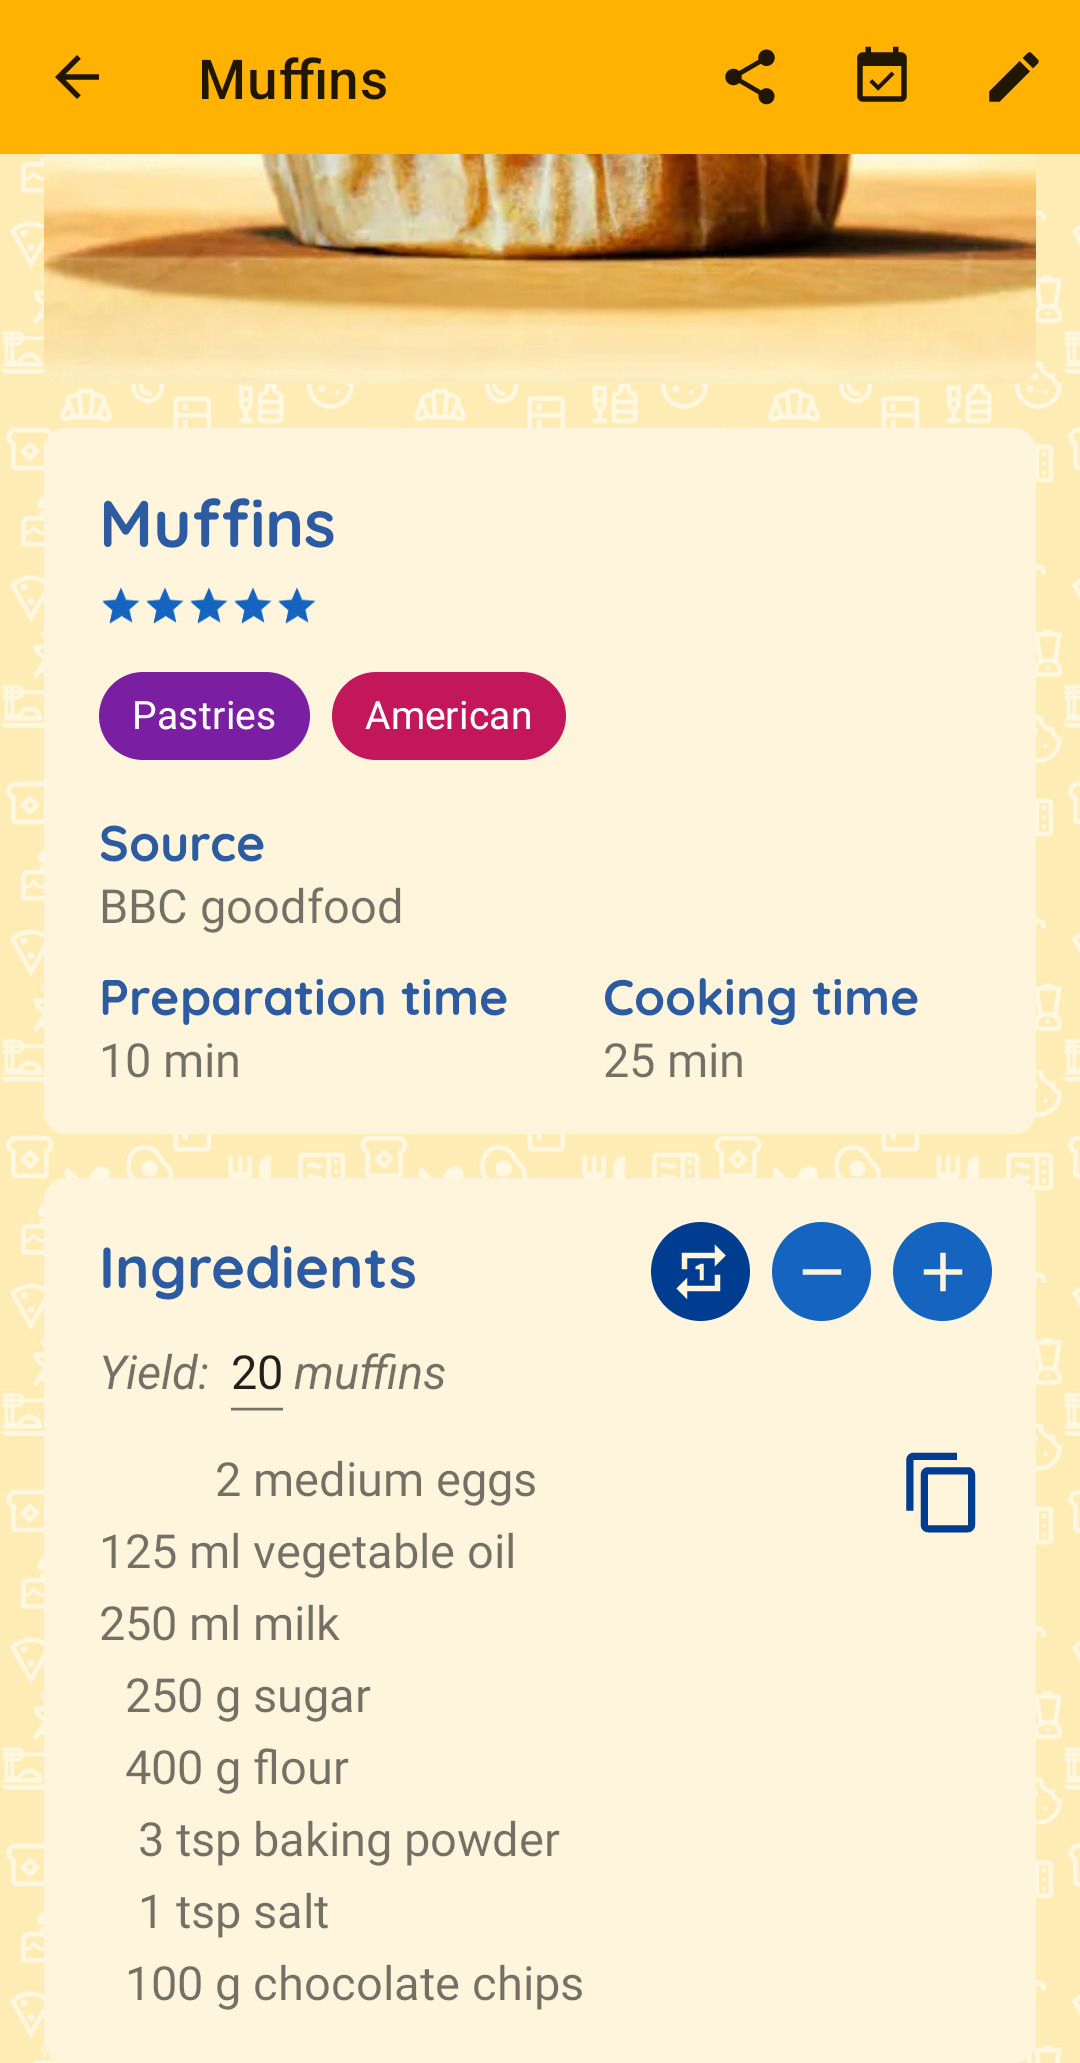 Muffins
Muffins
Pastries American
Source
BBC goodfood
Preparation time Cooking time
10 min 25 min
Ingredients 1
Yield: 20 muffins
2 medium eggs
125 ml vegetable oil
250 ml milk
250 g sugar
400 g flour
3 tsp baking powder
1 tsp salt
100 g chocolate chips